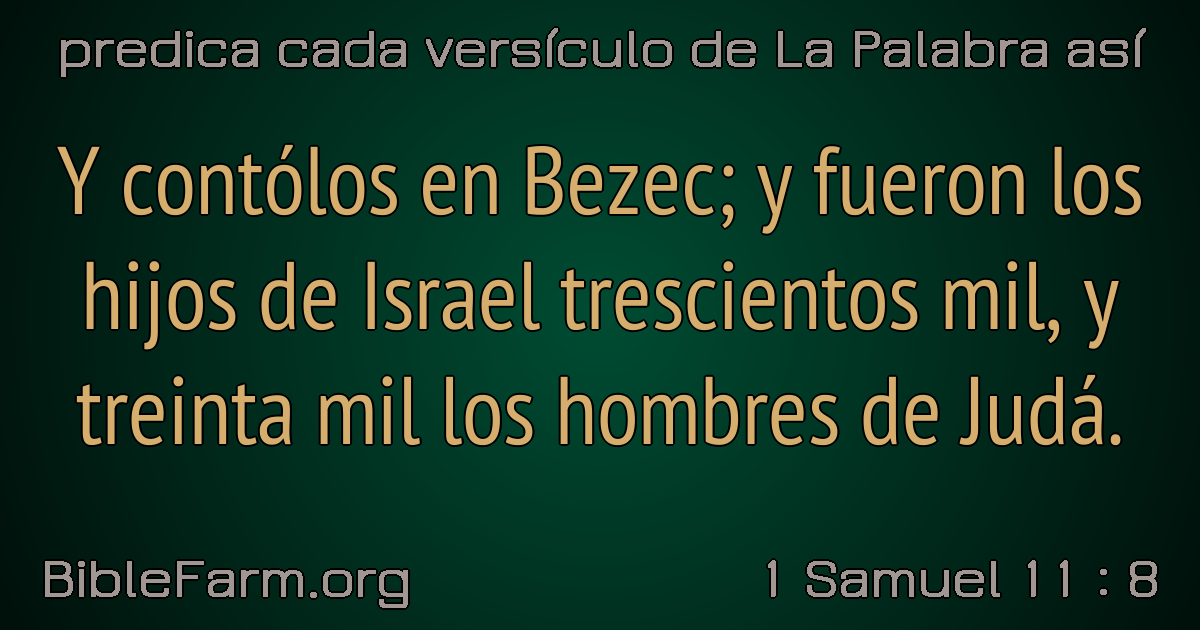 predica cada versículo de La Palabra así
Y contólos en Bezec; y fueron los
hijos de Israel trescientos mil, y
treinta mil los hombres de Judá.
BibleFarm.org
1 Samuel 11 : 8